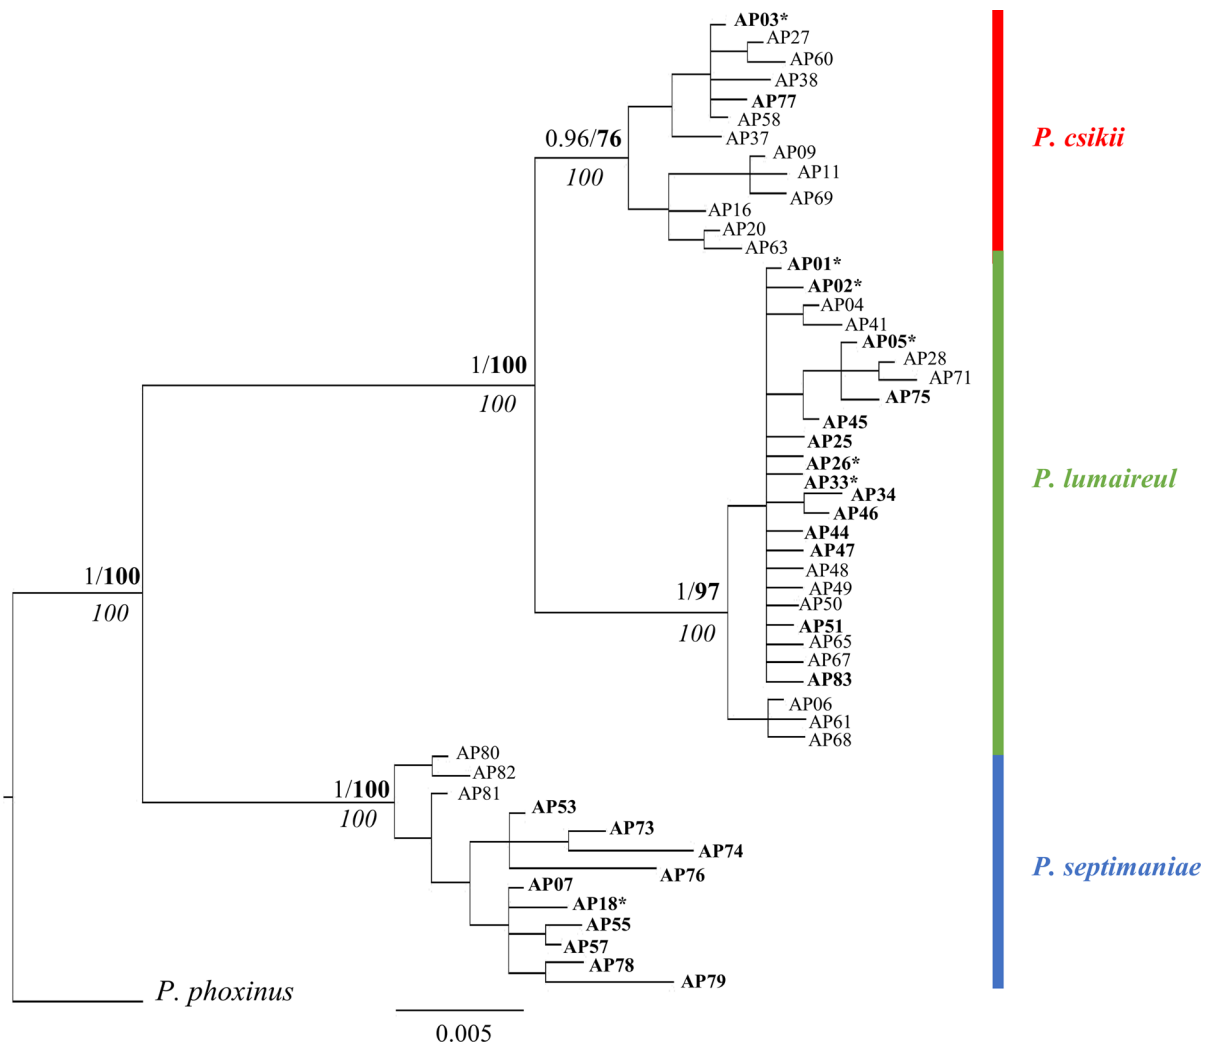 AP03*
AP27
AP60
AP38
AP77
AP58
AP37
0.96/76
100
P. csikii
AP09
AP11
AP69
AP16
AP20
AP63
AP01*
AP02*
AP04
AP41
AP05*
AP28
AP71
AP75
1/100
100
AP45
AP25
AP26*
AP33*
AP34
AP46
P. lumaireul
AP44
AP47
AP48
AP49
AP50
AP51
AP65
AP67
AP83
1/97
100
1/100
100
AP06
AP61
AP68
AP80
AP82
AP81
1/100
100
AP53
AP73
AP74
AP76
P. septimaniae
AP07
AP18*
AP55
AP57
AP78
AP79
P. phoxinus
0.005